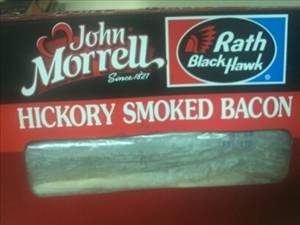 John
Morrell
Since 1827
Rath
Black Hawk
HICKORY SMOKED BACON